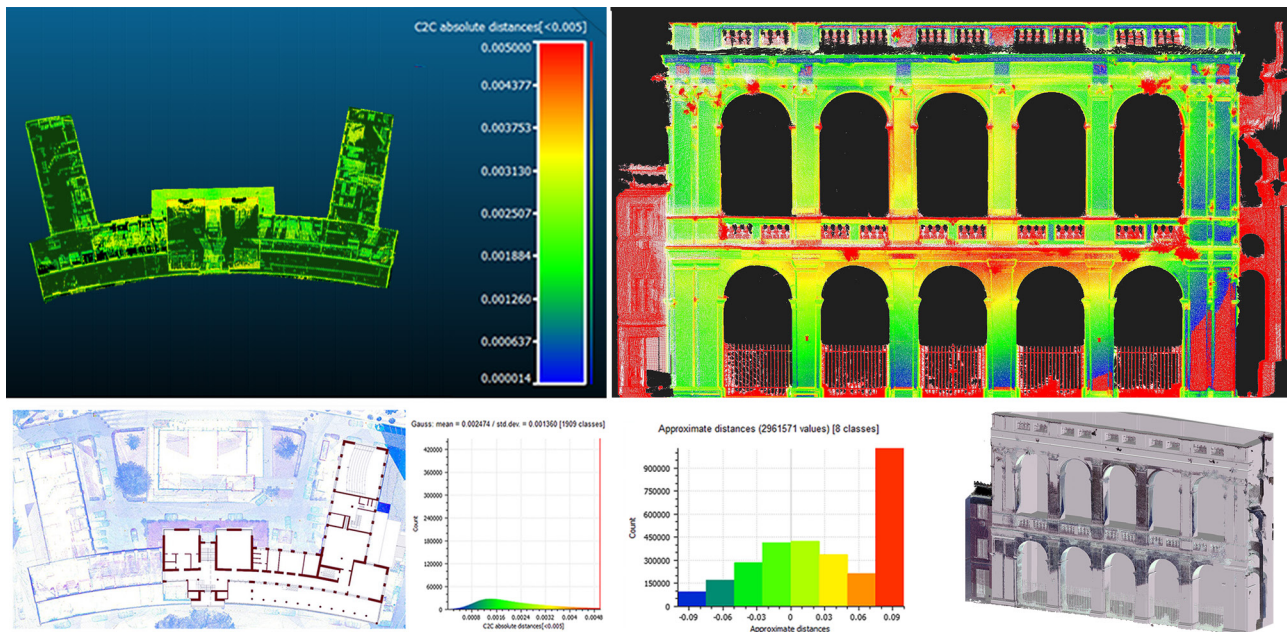 C2C absolute distances[<0.005]
0.005000
0.004377
0.003753
0.003130
0.002507
0.001884
0.001260
0.000637
0.000014
Gauss: mean = 0.002474 / std.dev. = 0.001360 [1909 classes]
420000
360000
300000
240000
180000
120000
60000
0
Count
0.0008 0.0016 0.0024 0.0032 0.004 0.0048
C2C absolute distances[<0.005]
Approximate distances (2961571 values) [8 classes]
900000
750000
600000
450000
300000
150000
0
Count
-0.09 -0.06 -0.03 0 0.03 0.06 0.09
Approximate distances